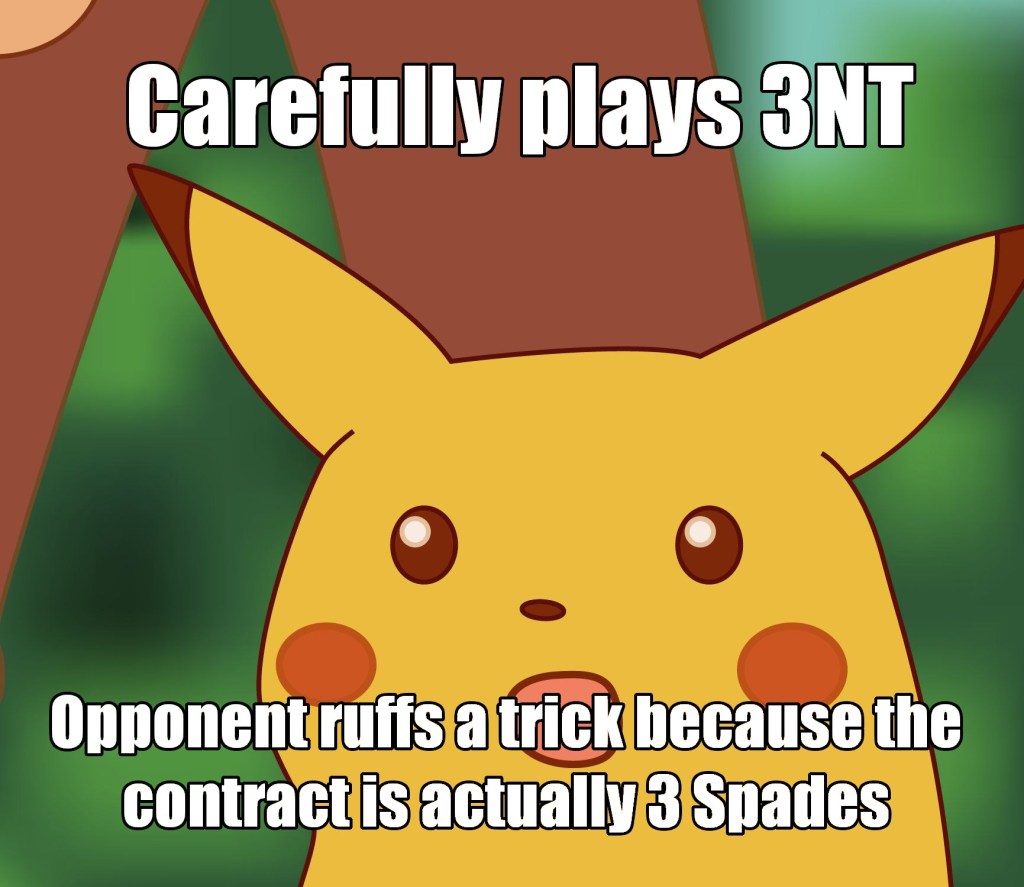 Carefully plays 3NT
Opponent ruffs a trick because the
contract is actually 3 Spades